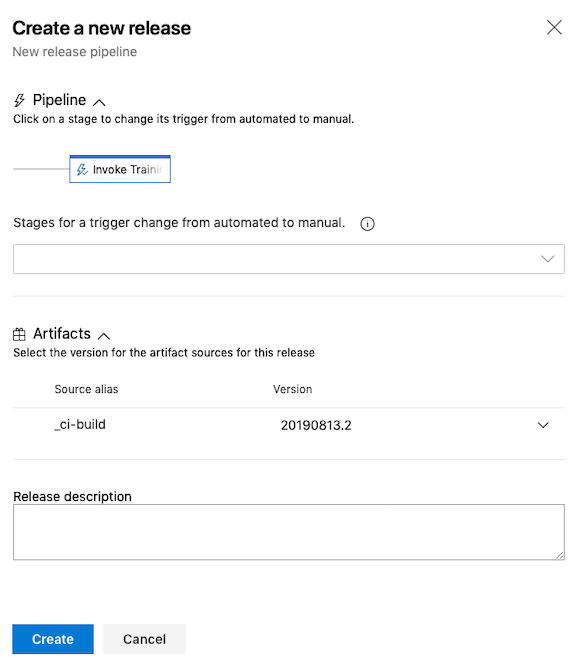 Create a new release
New release pipeline
Pipeline
Click on a stage to change its trigger from automated to manual.
Invoke
Stages for a trigger change from automated to manual.
Artifacts
Select the version for the artifact sources for this release
Source alias Version
_ci-build 20190813.2
Release description
Create Cancel